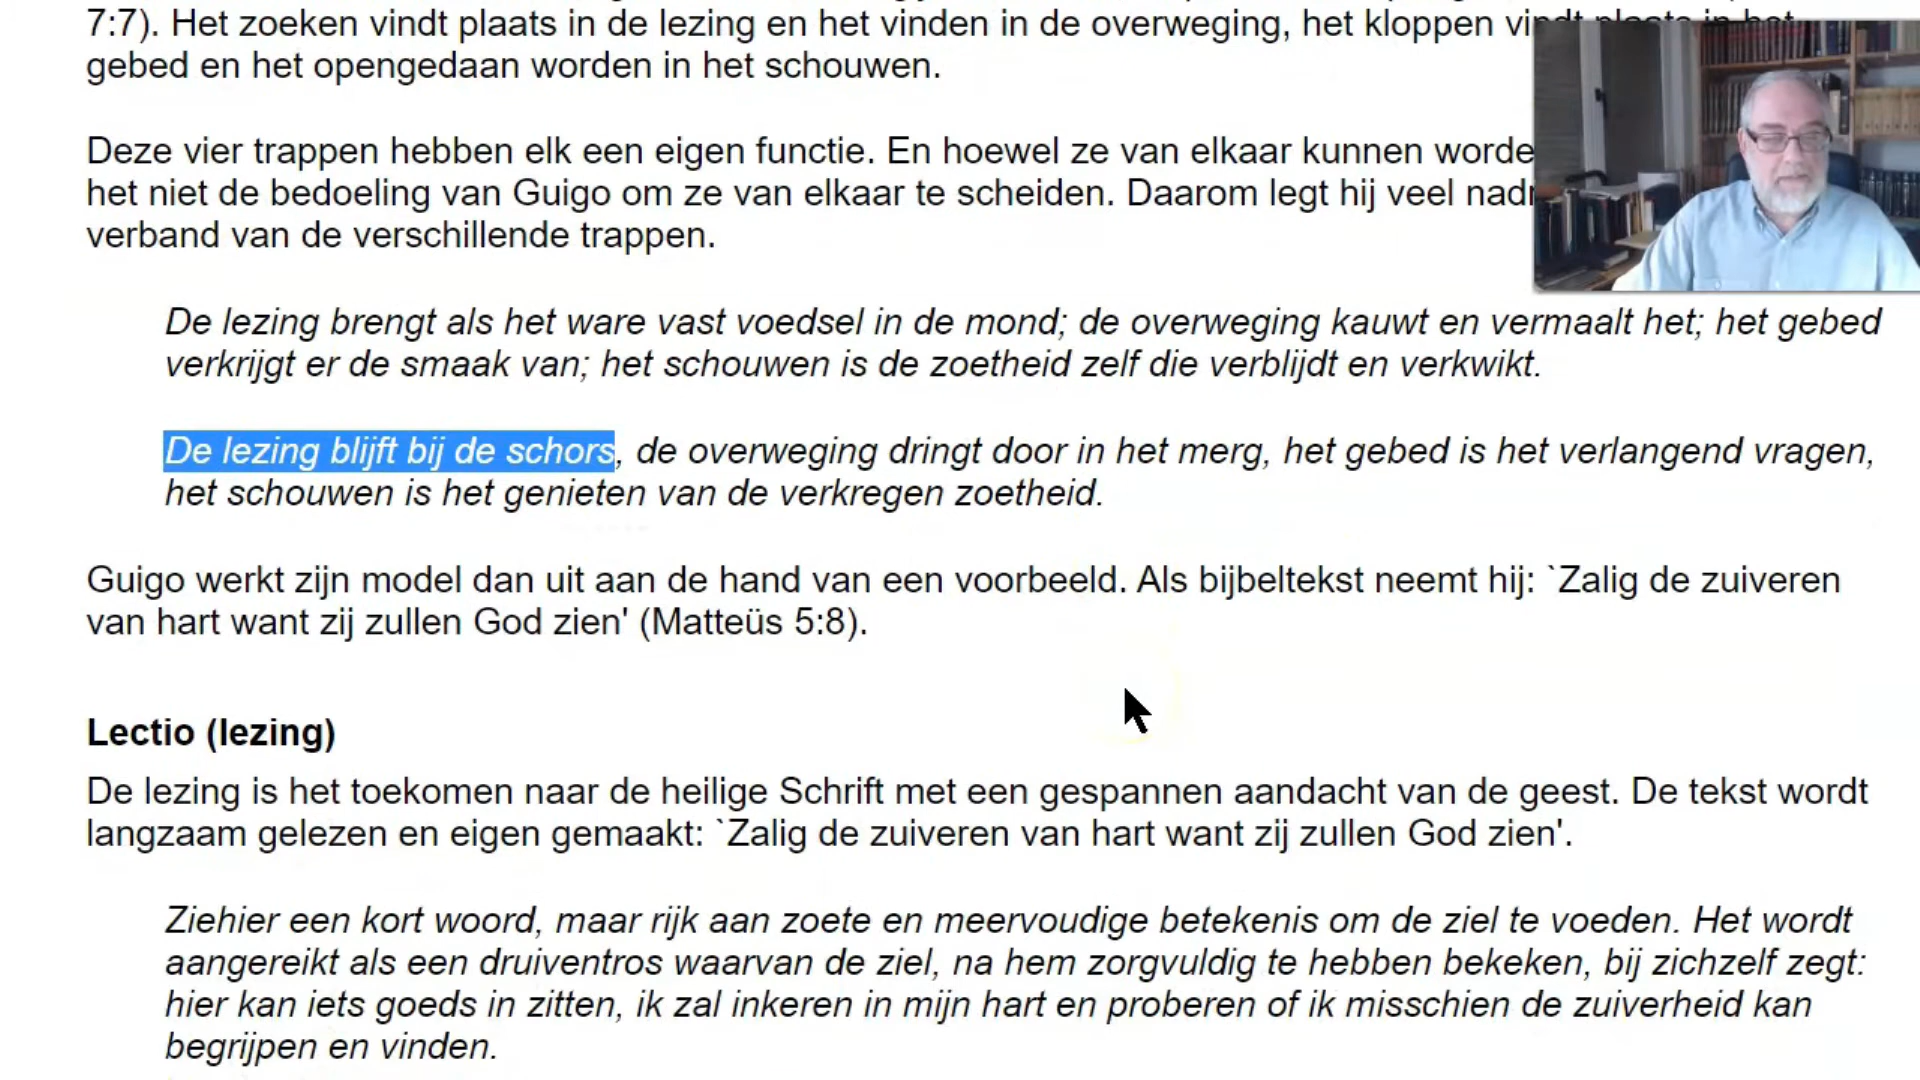 7:7). Het zoeken vindt plaats in de lezing en het vinden in de overweging, het kloppen vindt plaats in het
gebed en het opengedaan worden in het schouwen.
Deze vier trappen hebben elk een eigen functie. En hoewel ze van elkaar kunnen worde
het niet de bedoeling van Guigo om ze van elkaar te scheiden. Daarom legt hij veel nadr
verband van de verschillende trappen.
De lezing brengt als het ware vast voedsel in de mond; de overweging kauwt en vermaalt het; het gebed
verkrijgt er de smaak van; het schouwen is de zoetheid zelf die verblijdt en verkwikt.
De lezing blijft bij de schors, de overweging dringt door in het merg, het gebed is het verlangend vragen,
het schouwen is het genieten van de verkregen zoetheid.
Guigo werkt zijn model dan uit aan de hand van een voorbeeld. Als bijbeltekst neemt hij: `Zalig de zuiveren
van hart want zij zullen God zien' (Matteüs 5:8).
Lectio (lezing)
De lezing is het toekomen naar de heilige Schrift met een gespannen aandacht van de geest. De tekst wordt
langzaam gelezen en eigen gemaakt: `Zalig de zuiveren van hart want zij zullen God zien'.
Ziehier een kort woord, maar rijk aan zoete en meervoudige betekenis om de ziel te voeden. Het wordt
aangereikt als een druiventros waarvan de ziel, na hem zorgvuldig te hebben bekeken, bij zichzelf zegt:
hier kan iets goeds in zitten, ik zal inkeren in mijn hart en proberen of ik misschien de zuiverheid kan
begrijpen en vinden.